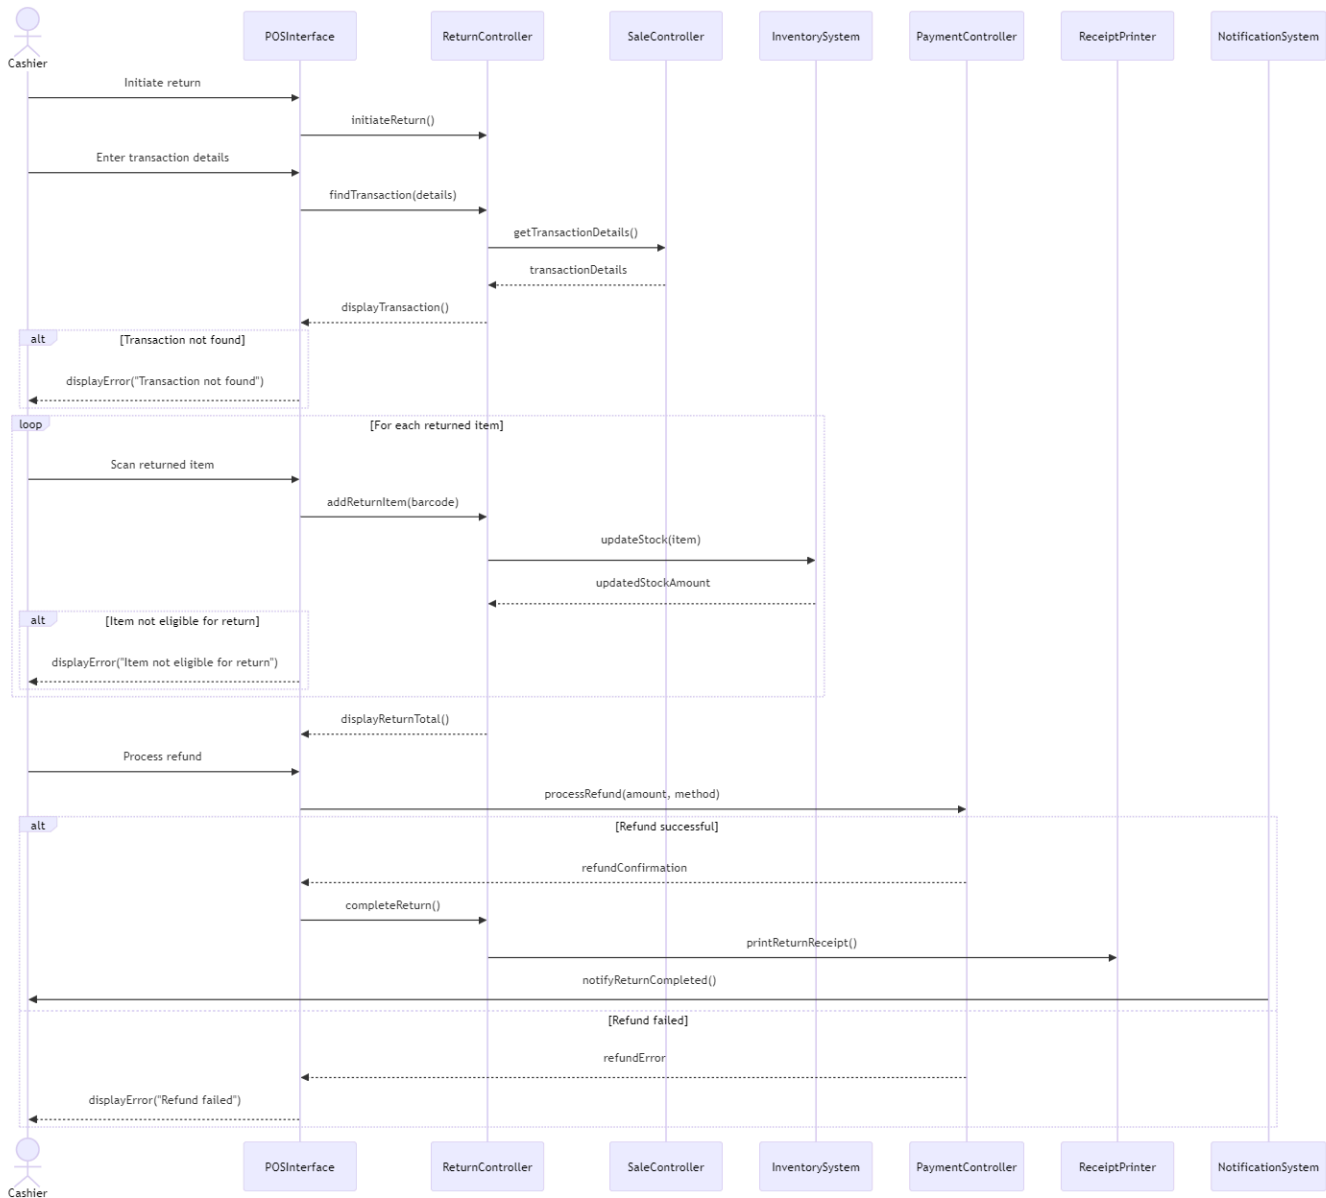 POSInterface
ReturnController
SaleController
InventorySystem
PaymentController
ReceiptPrinter
NotificationSystem
Cashier
Initiate return
initiateReturn()
Enter transaction details
findTransaction(details)
getTransactionDetails()
transactionDetails
displayTransaction()
alt
[Transaction not found]
displayError("Transaction not found")
loop
[For each returned item]
Scan returned item
addReturnItem(barcode)
updateStock(item)
updatedStockAmount
alt
[Item not eligible for return]
displayError("Item not eligible for return")
displayReturnTotal()
Process refund
processRefund(amount, method)
alt
[Refund successful]
refundConfirmation
completeReturn()
printReturnReceipt()
notifyReturnCompleted()
[Refund failed]
refundError
displayError("Refund failed")
POSInterface
ReturnController
SaleController
InventorySystem
PaymentController
ReceiptPrinter
NotificationSystem
Cashier